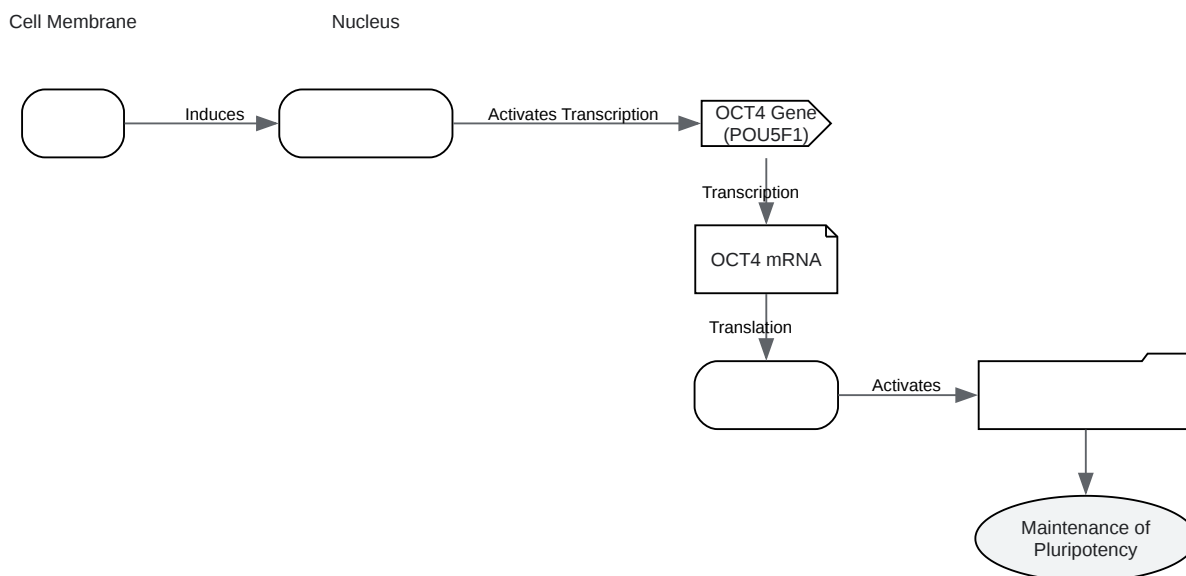 Cell Membrane
Nucleus
Induces
Activates Transcription
OCT4 Gene
(POU5F1)
Transcription
OCT4 mRNA
Translation
Activates
Maintenance of
Pluripotency